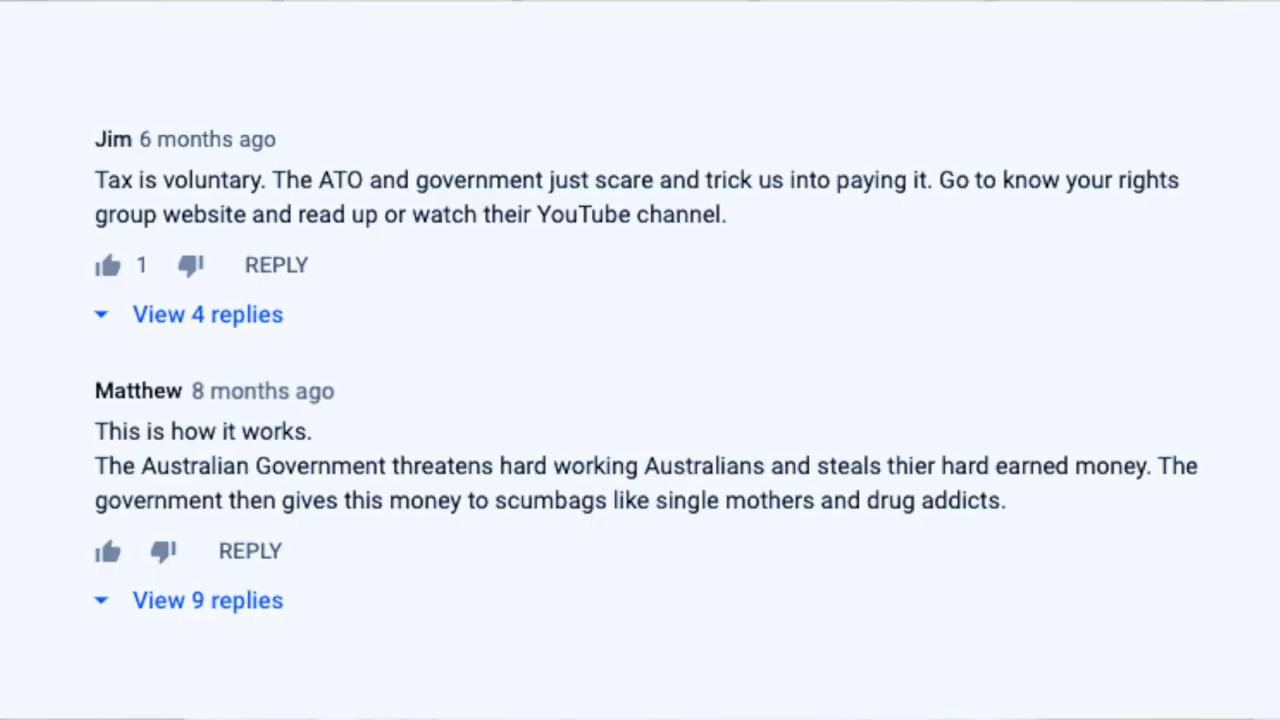 Jim 6 months ago
Tax is voluntary. The ATO and government just scare and trick us into paying it. Go to know your rights
group website and read up or watch their YouTube channel.
1 REPLY
View 4 replies
Matthew 8 months ago
This is how it works.
The Australian Government threatens hard working Australians and steals thier hard earned money. The
government then gives this money to scumbags like single mothers and drug addicts.
REPLY
View 9 replies